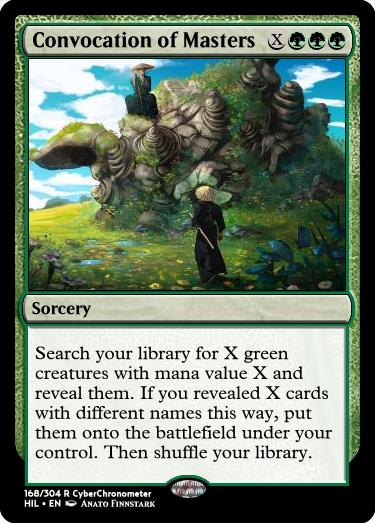 Convocation of Masters X
Sorcery
Search your library for X green
creatures with mana value X and
reveal them. If you revealed X cards
with different names this way, put
them onto the battlefield under your
control. Then shuffle your library.
168/304 R CyberChronometer
HIL • EN Anato Finnstark